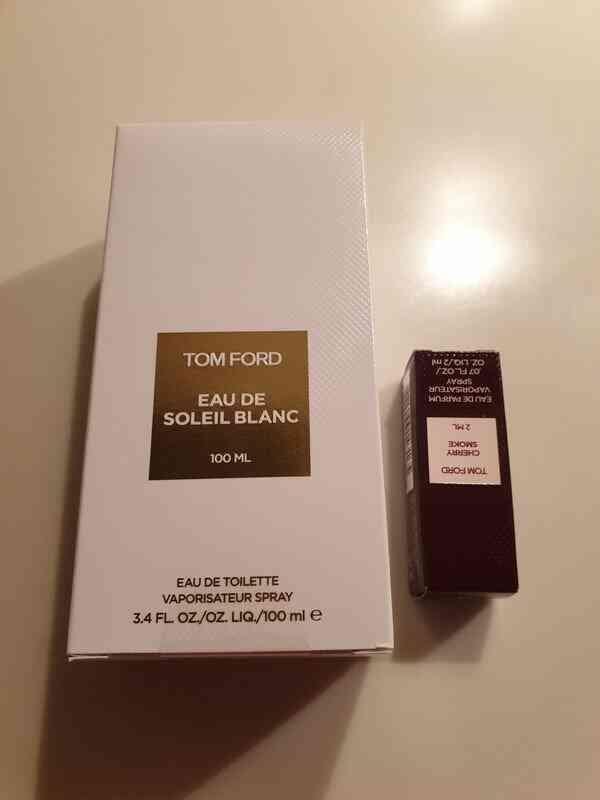 TOM FORD
EAU DE
SOLEIL BLANC
100 ML
EAU DE TOILETTE
VAPORISATEUR SPRAY
3.4 FL. OZ./OZ. LIQ./100 ml ℮
TOM FORD
CHERRY
SMOKE
2 ML
EAU DE PARFUM
VAPORISATEUR
SPRAY
.07 FL.OZ./
OZ. LIQ./2 ml